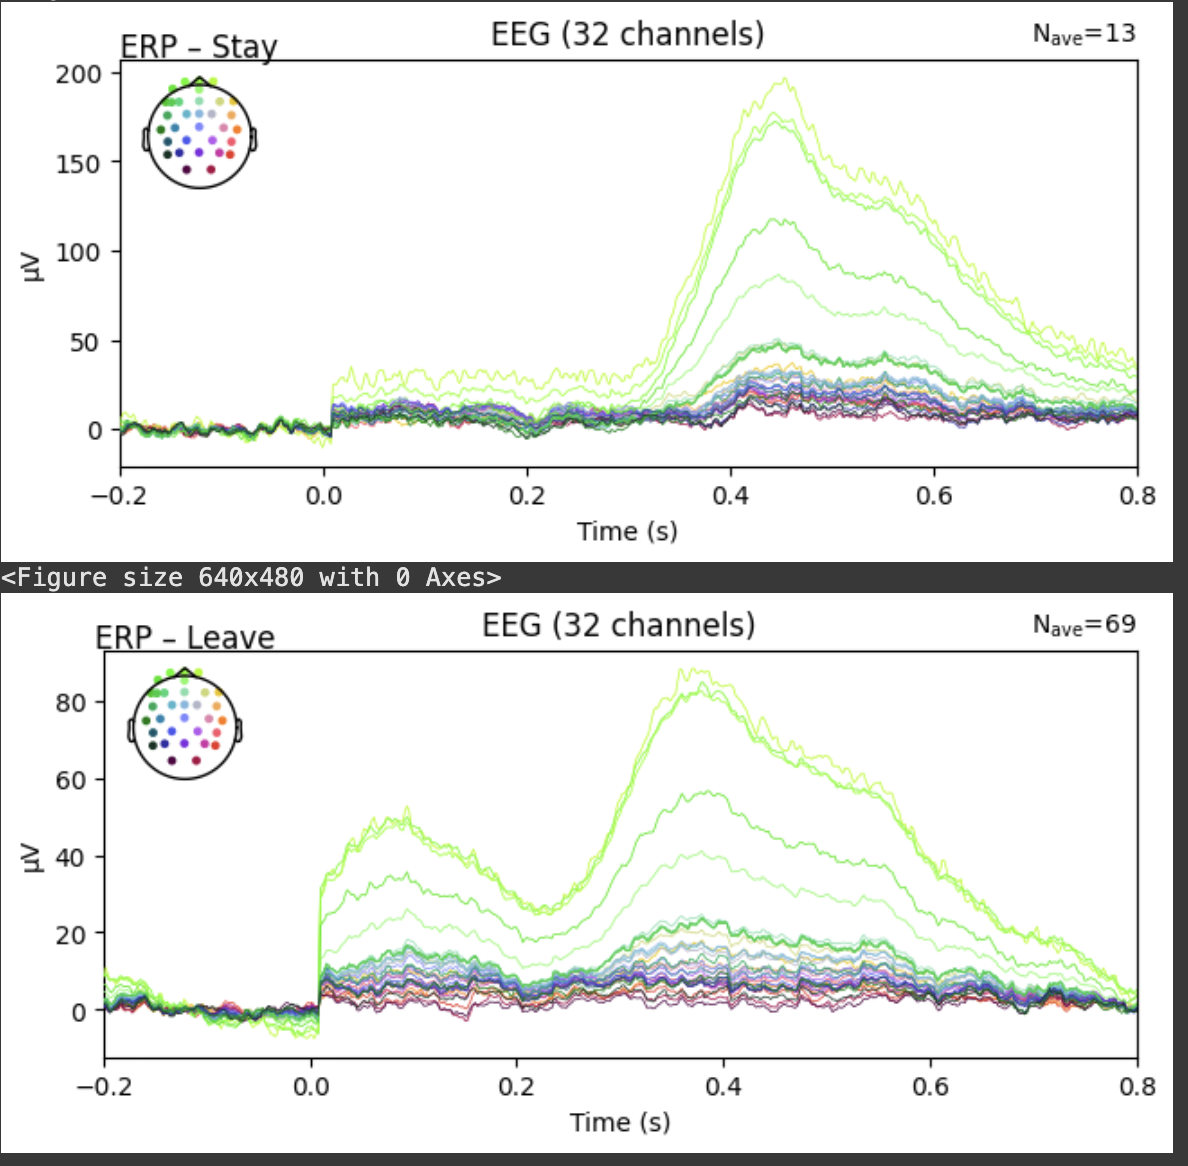 ERP – Stay
EEG (32 channels)
Nave=13
200
150
100
50
0
µV
−0.2
0.0
0.2
0.4
0.6
0.8
Time (s)
<Figure size 640x480 with 0 Axes>
ERP – Leave
EEG (32 channels)
Nave=69
80
60
40
20
0
µV
−0.2
0.0
0.2
0.4
0.6
0.8
Time (s)